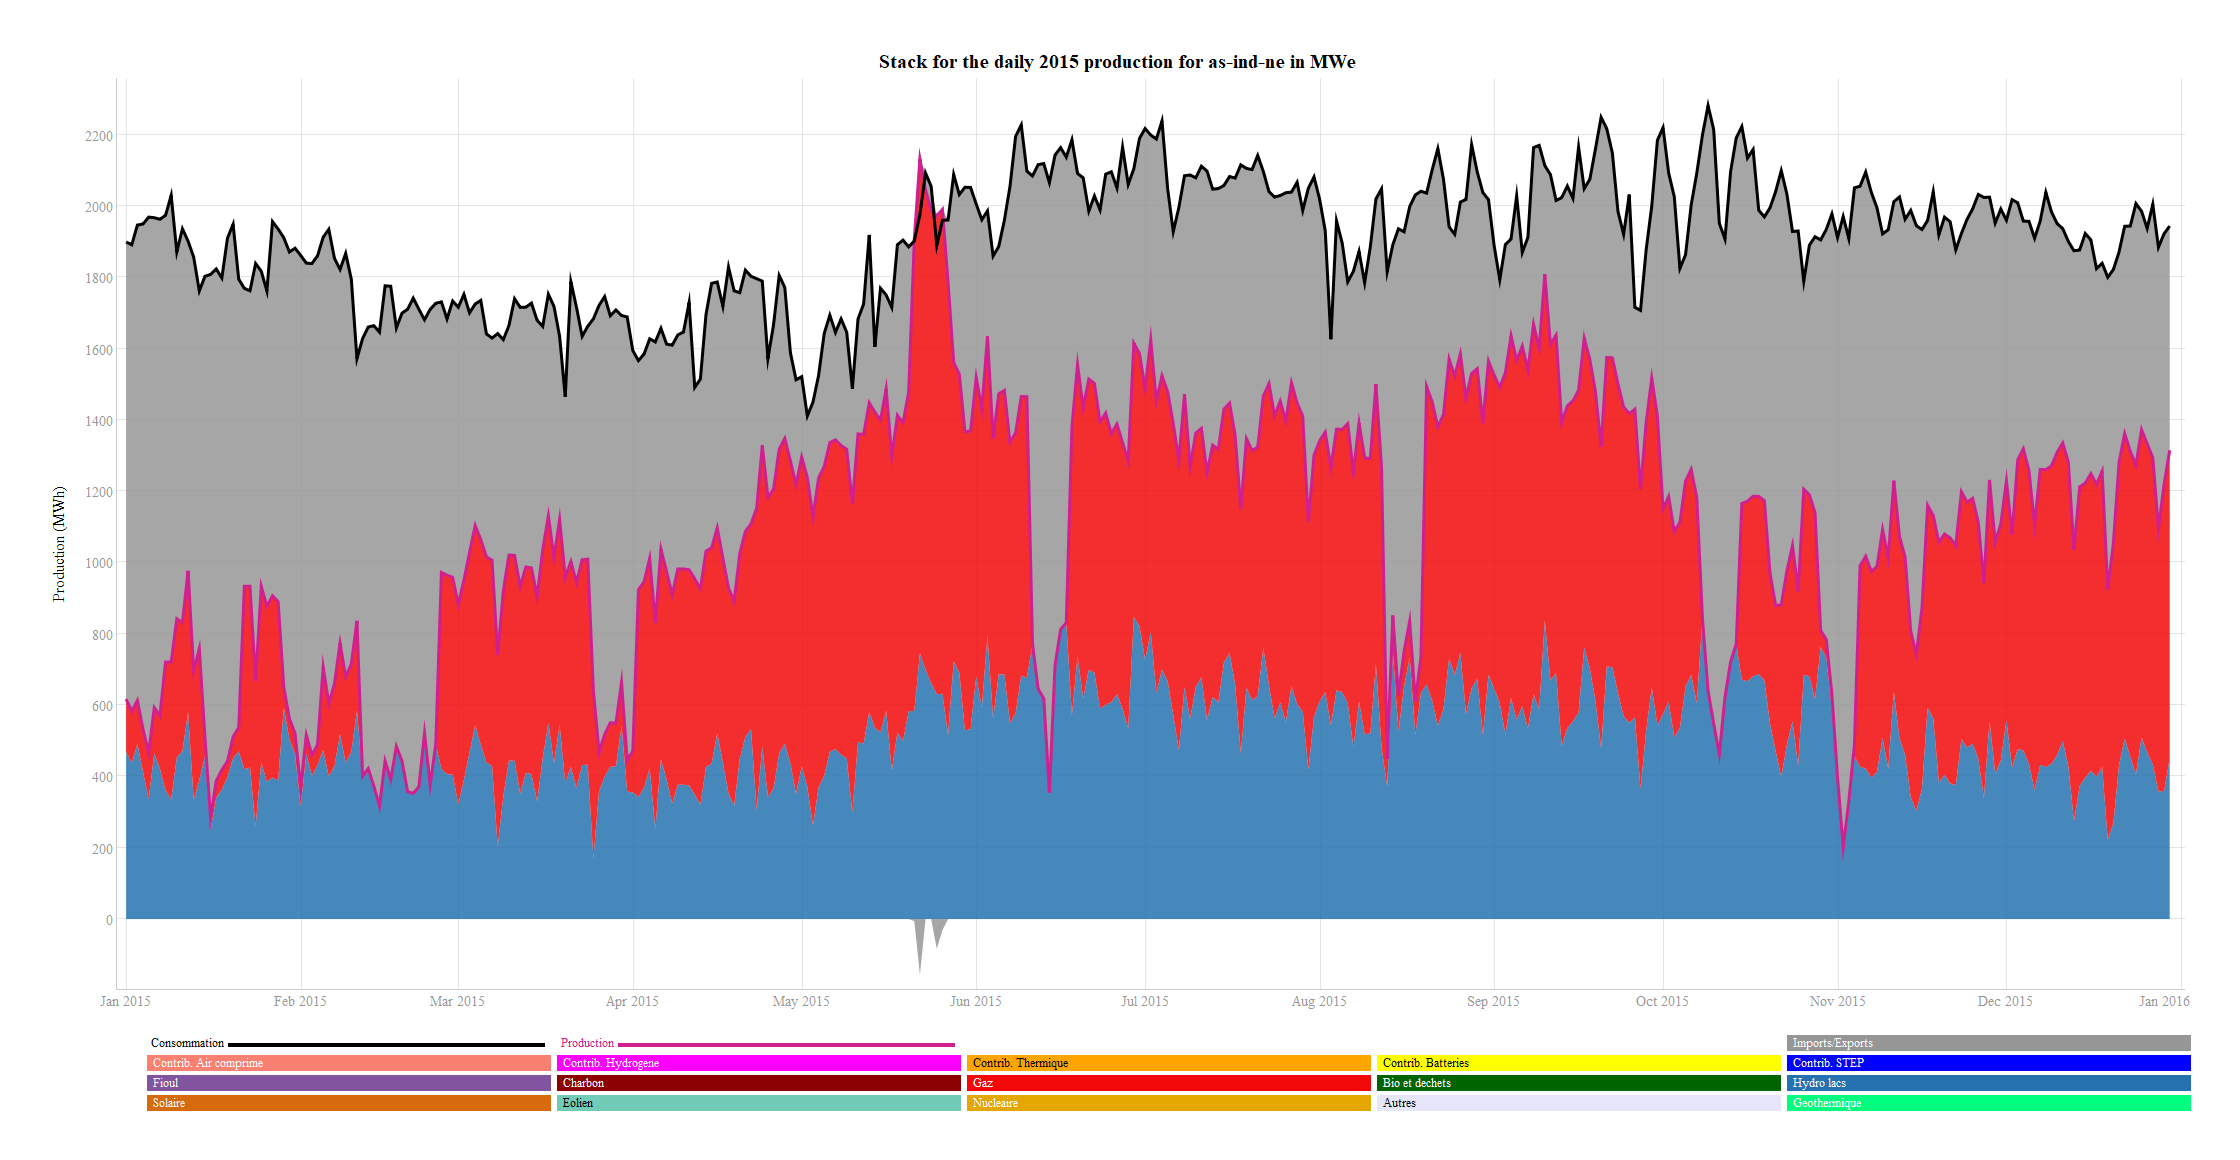 Stack for the daily 2015 production for as-ind-ne in MWe
2200
2000
1800
1600
1400
1200
1000
800
600
400
200
0
Production (MWh)
Jan 2015 Feb 2015 Mar 2015 Apr 2015 May 2015 Jun 2015 Jul 2015 Aug 2015 Sep 2015 Oct 2015 Nov 2015 Dec 2015 Jan 2016
Consommation Production Imports/Exports
Contrib. Air comprime Contrib. Hydrogene Contrib. Thermique Contrib. Batteries Contrib. STEP
Fioul Charbon Gaz Bio et dechets Hydro lacs
Solaire Eolien Nucleaire Autres Geothermique